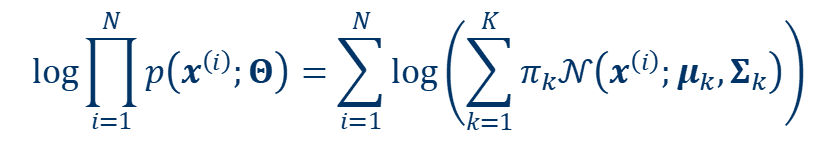 log ∏_{i=1}^{N} p(𝒙^{(i)}; 𝚯) = ∑_{i=1}^{N} log(∑_{k=1}^{K} π_k 𝒩(𝒙^{(i)}; 𝝁_k, 𝚺_k))